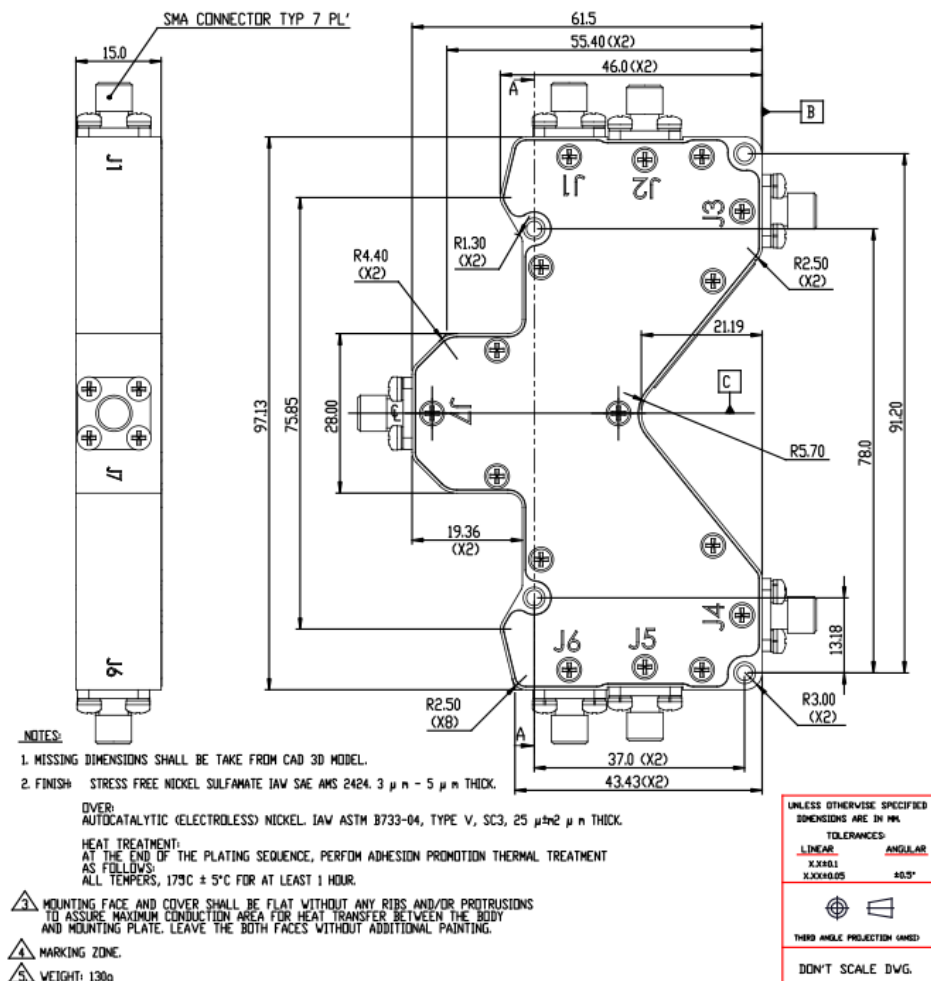 SMA CONNECTOR TYP 7 PL'
61.5
15.0
55.40(X2)
46.0(X2)
A
B
J1
J1
J2
J3
R1.30
(X2)
R4.40
(X2)
R2.50
(X2)
21.19
C
97.13
75.85
28.00
J7
J7
R5.70
78.0
91.20
19.36
(X2)
J4
13.18
J6
J6
J5
R2.50
(X8)
R3.00
(X2)
A
37.0 (X2)
43.43(X2)
NOTES:
1. MISSING DIMENSIONS SHALL BE TAKE FROM CAD 3D MODEL.
2. FINISH: STRESS FREE NICKEL SULFAMATE IAW SAE AMS 2424. 3 µ m - 5 µ m THICK.
OVER:
AUTOCATALYTIC (ELECTROLESS) NICKEL. IAW ASTM B733-04, TYPE V, SC3, 25 µ±m2 µ m THICK.
HEAT TREATMENT:
AT THE END OF THE PLATING SEQUENCE, PERFOM ADHESION PROMOTION THERMAL TREATMENT
AS FOLLOWS:
ALL TEMPERS, 175C ± 5°C FOR AT LEAST 1 HOUR.
3. MOUNTING FACE AND COVER SHALL BE FLAT WITHOUT ANY RIBS AND/OR PROTRUSIONS
TO ASSURE MAXIMUM CONDUCTION AREA FOR HEAT TRANSFER BETWEEN THE BODY
AND MOUNTING PLATE. LEAVE THE BOTH FACES WITHOUT ADDITIONAL PAINTING.
4. MARKING ZONE.
5. WEIGHT: 130g
UNLESS OTHERWISE SPECIFIED
DIMENSIONS ARE IN MM.
TOLERANCES:
LINEAR ANGULAR
X.X±0.1
X.XX±0.05 ±0.5°
THIRD ANGLE PROJECTION (ANSI)
DON'T SCALE DWG.